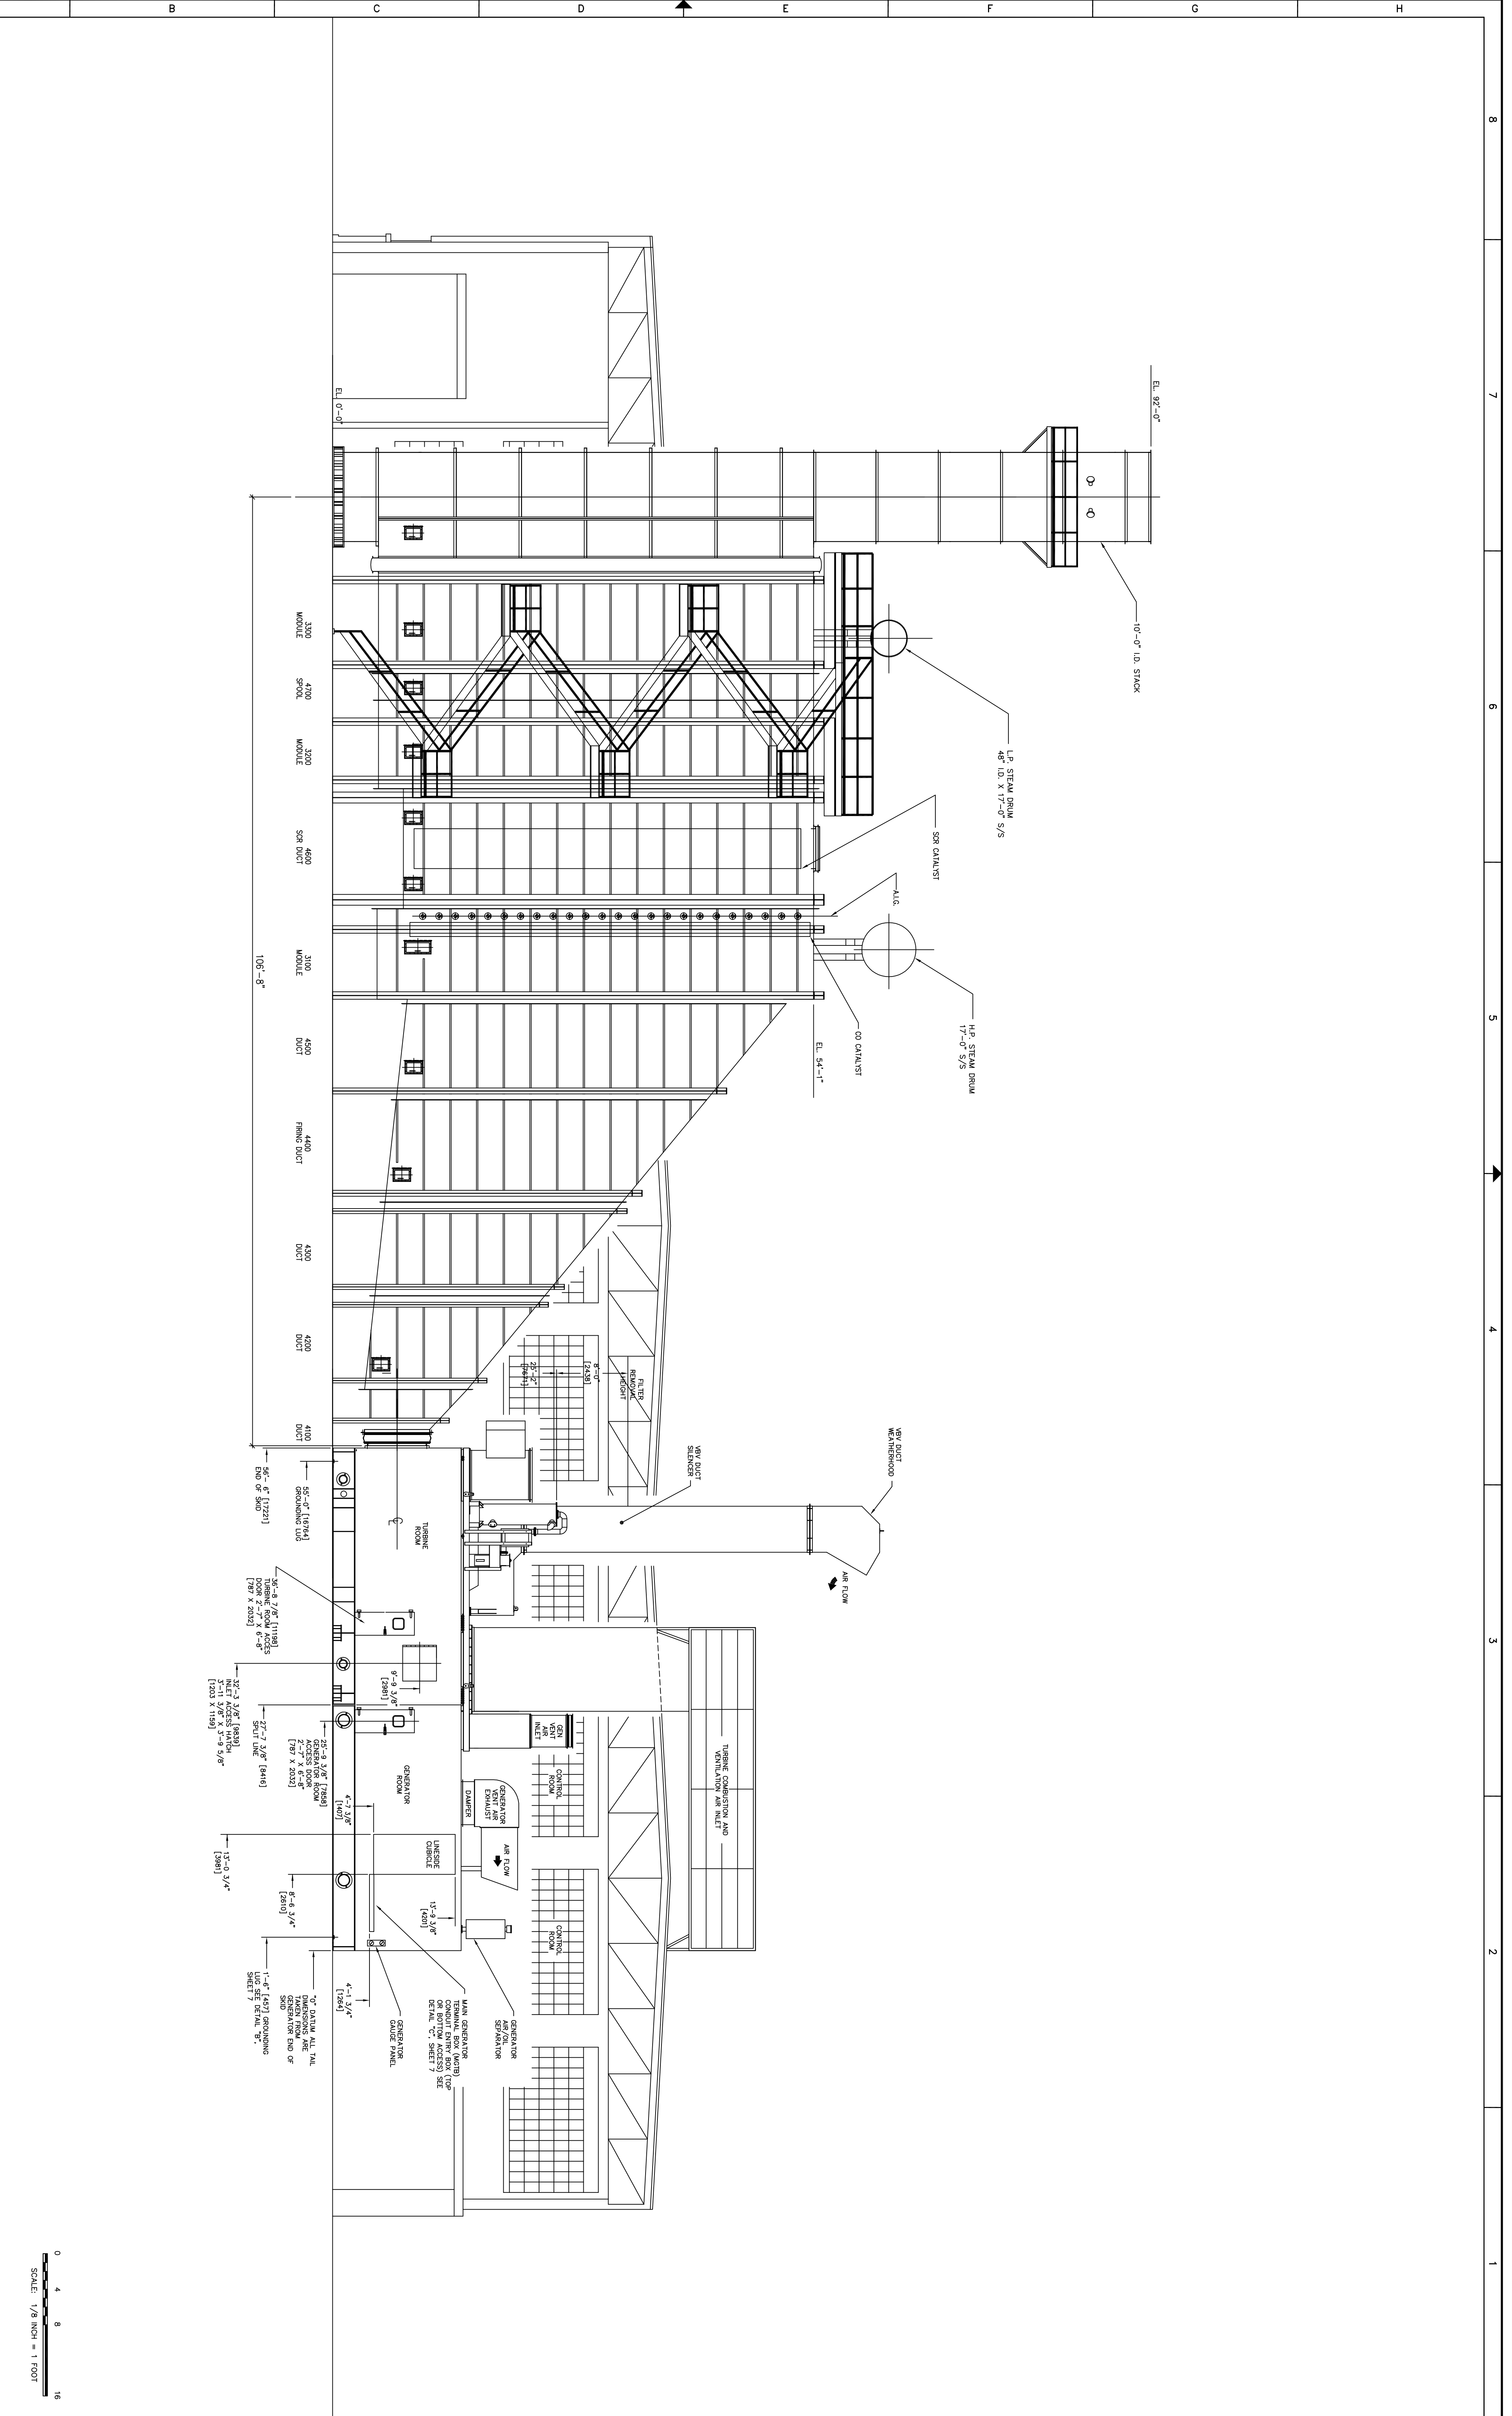 8
7
6
5
4
3
2
1
H
G
F
E
D
C
B
EL. 92'-0"
10'-0" I.D. STACK
L.P. STEAM DRUM
48" I.D. X 17'-0" S/S
SCR CATALYST
A.I.G.
H.P. STEAM DRUM
17'-0" S/S
CO CATALYST
EL. 54'-1"
EL. 0'-0"
VBV DUCT
WEATHERHOOD
AIR FLOW
VBV DUCT
SILENCER
FILTER
REMOVAL
HEIGHT
8'-0"
[2438]
25'-2"
[7671]
TURBINE COMBUSTION AND
VENTILATION AIR INLET
GEN
VENT
AIR
INLET
CONTROL
ROOM
CONTROL
ROOM
GENERATOR
VENT AIR
EXHAUST
DAMPER
AIR FLOW
GENERATOR
AIR/OIL
SEPARATOR
MAIN GENERATOR
TERMINAL BOX (MGTB)
CONDUIT ENTRY BOX (TOP
OR BOTTOM ACCESS) SEE
DETAIL "C", SHEET 7
GENERATOR
GAUGE PANEL
TURBINE
ROOM
CL
GENERATOR
ROOM
LINESIDE
CUBICLE
13'-9 3/8"
[4201]
9'-9 3/8"
[2981]
4'-7 3/8"
[1407]
4'-1 3/4"
[1264]
3300
MODULE
4700
SPOOL
3200
MODULE
4600
SCR DUCT
3100
MODULE
4500
DUCT
4400
FIRING DUCT
4300
DUCT
4200
DUCT
4100
DUCT
106'-8"
55'-0" [16764]
GROUNDING LUG
56'- 6" [17221]
END OF SKID
36'-8 7/8" [11198]
TURBINE ROOM ACCES
DOOR 2'-7" X 6'-8"
[787 X 2032]
32'-3 3/8" [9839]
INLET ACCESS HATCH
3'-11 3/8" X 3'-9 5/8"
[1203 X 1159]
27'-7 3/8" [8416]
SPLIT LINE
25'-9 3/8" [7858]
GENERATOR ROOM
ACCESS DOOR
2'-7" X 6'-8"
[787 X 2032]
13'-0 3/4"
[3981]
8'-6 3/4"
[2610]
"0" DATUM ALL TAIL
DIMENSIONS ARE
TAKEN FROM
GENERATOR END OF
SKID
1'-6" [457] GROUNDING
LUG SEE DETAIL "B",
SHEET 7
0 4 8 16
SCALE: 1/8 INCH = 1 FOOT